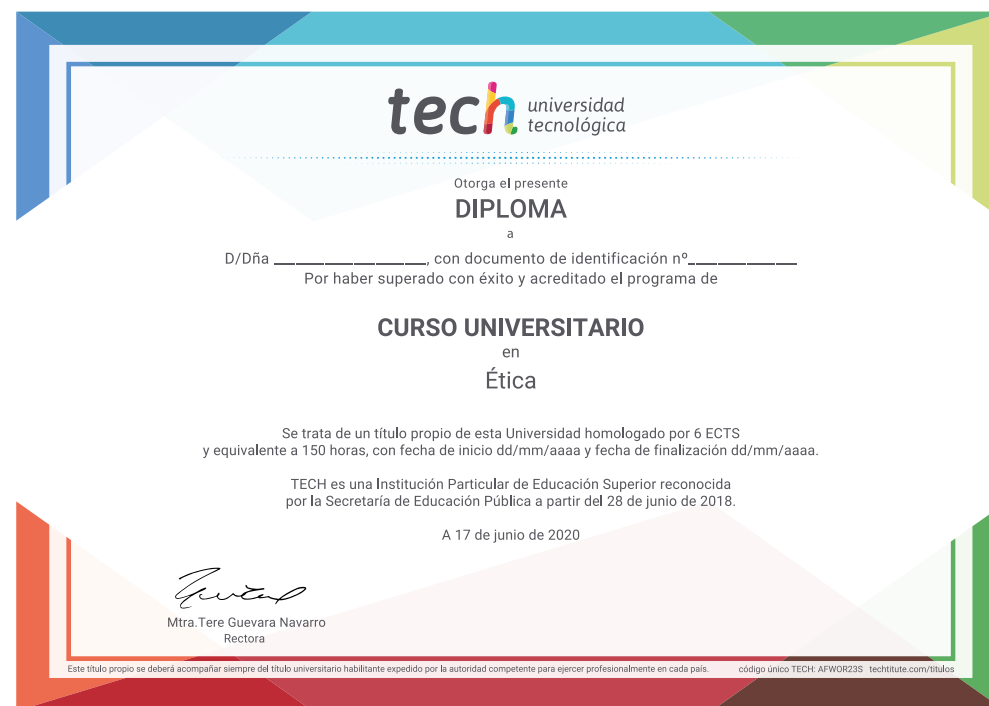 tech universidad
tecnológica
Otorga el presente
DIPLOMA
a
D/Dña ____________________, con documento de identificación nº______________
Por haber superado con éxito y acreditado el programa de
CURSO UNIVERSITARIO
en
Ética
Se trata de un título propio de esta Universidad homologado por 6 ECTS
y equivalente a 150 horas, con fecha de inicio dd/mm/aaaa y fecha de finalización dd/mm/aaaa.
TECH es una Institución Particular de Educación Superior reconocida
por la Secretaría de Educación Pública a partir del 28 de junio de 2018.
A 17 de junio de 2020
Mtra.Tere Guevara Navarro
Rectora
Este título propio se deberá acompañar siempre del título universitario habilitante expedido por la autoridad competente para ejercer profesionalmente en cada país. código único TECH: AFWOR23S techtitute.com/titulos